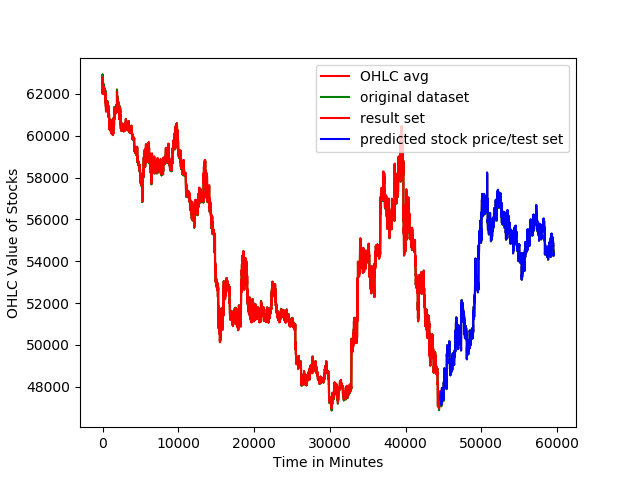 OHLC avg
original dataset
result set
predicted stock price/test set
62000
60000
58000
56000
54000
52000
50000
48000
OHLC Value of Stocks
0 10000 20000 30000 40000 50000 60000
Time in Minutes